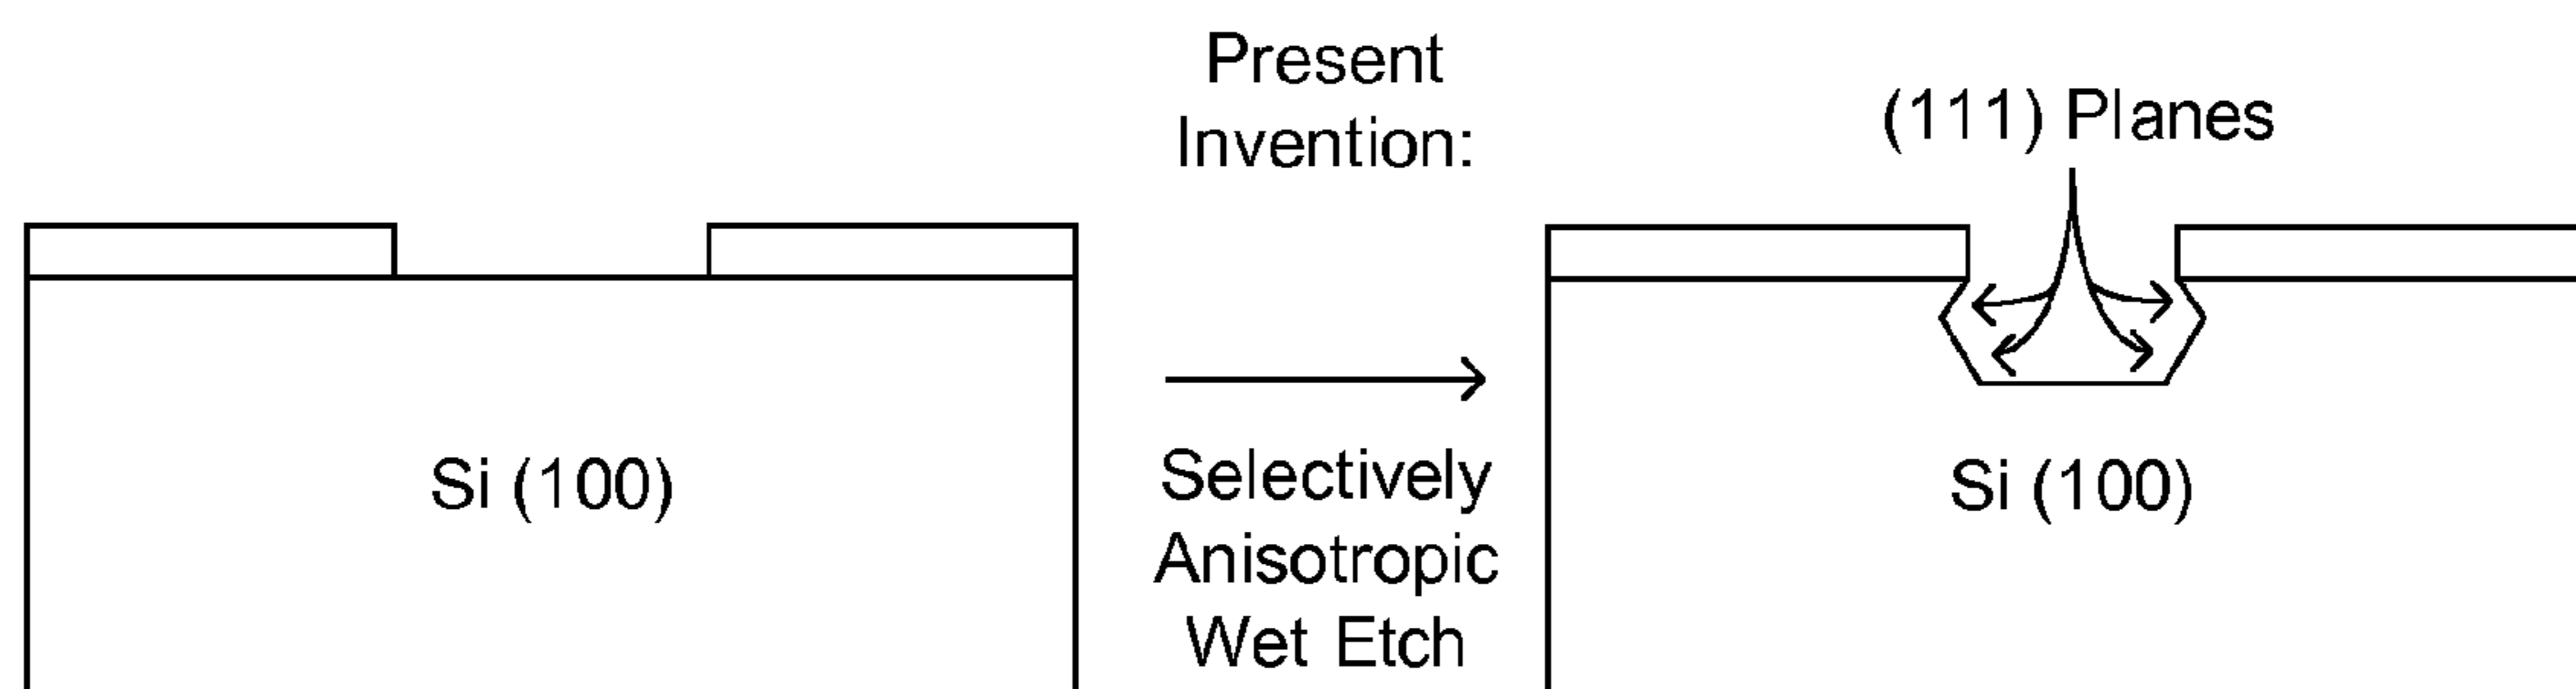 Present
Invention:
(111) Planes
Si (100)
Selectively
Anisotropic
Wet Etch
Si (100)